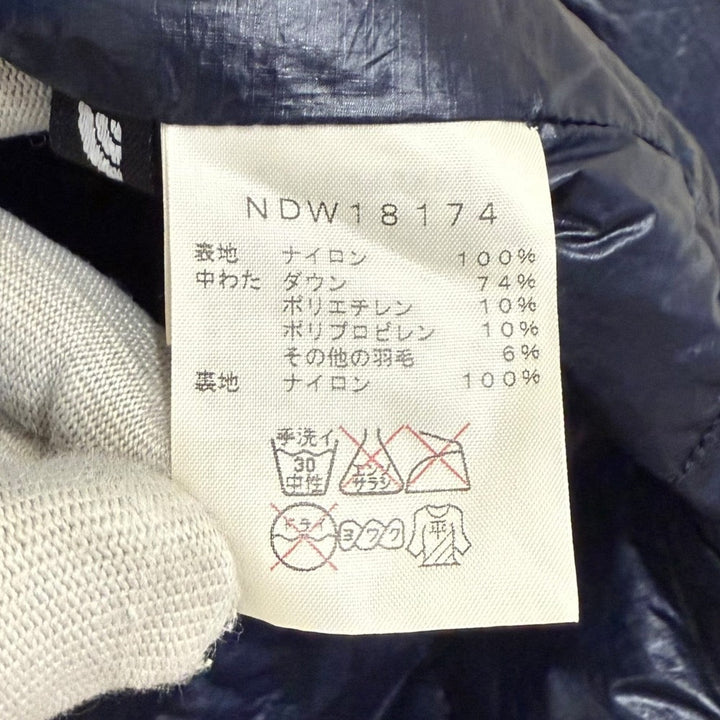 NDW18174
表地 ナイロン 100%
中わた ダウン 74%
ポリエチレン 10%
ポリプロピレン 10%
その他の羽毛 6%
裏地 ナイロン 100%
手洗イ
30
中性
エンソ
サラシ
ドライ
ヨワク
平